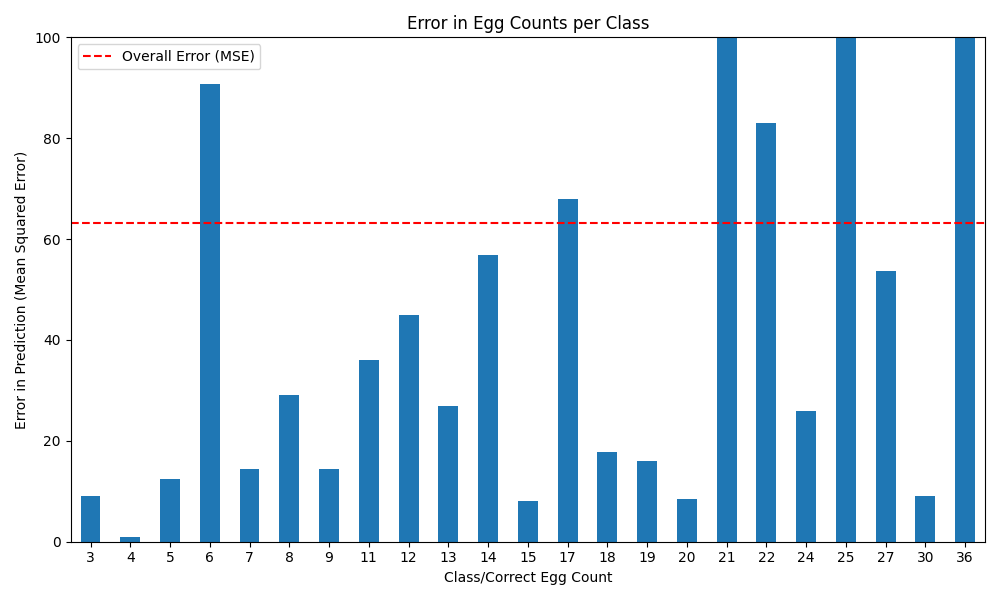 Error in Egg Counts per Class
Overall Error (MSE)
Error in Prediction (Mean Squared Error)
100
80
60
40
20
0
3 4 5 6 7 8 9 11 12 13 14 15 17 18 19 20 21 22 24 25 27 30 36
Class/Correct Egg Count